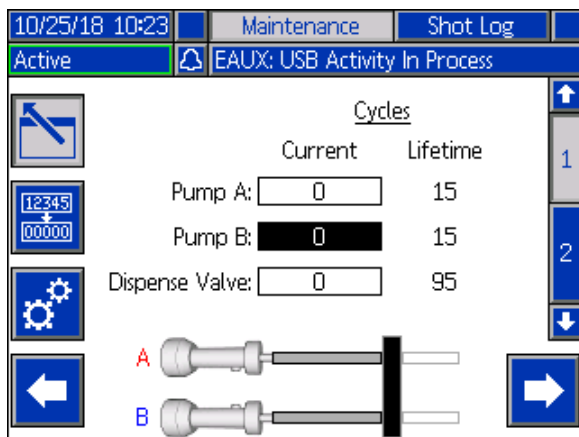 10/25/18 10:23 Maintenance Shot Log
Active EAUX: USB Activity In Process
Cycles
Current Lifetime
1
Pump A: 0 15
12345
00000
Pump B: 0 15
2
Dispense Valve: 0 95
A
B